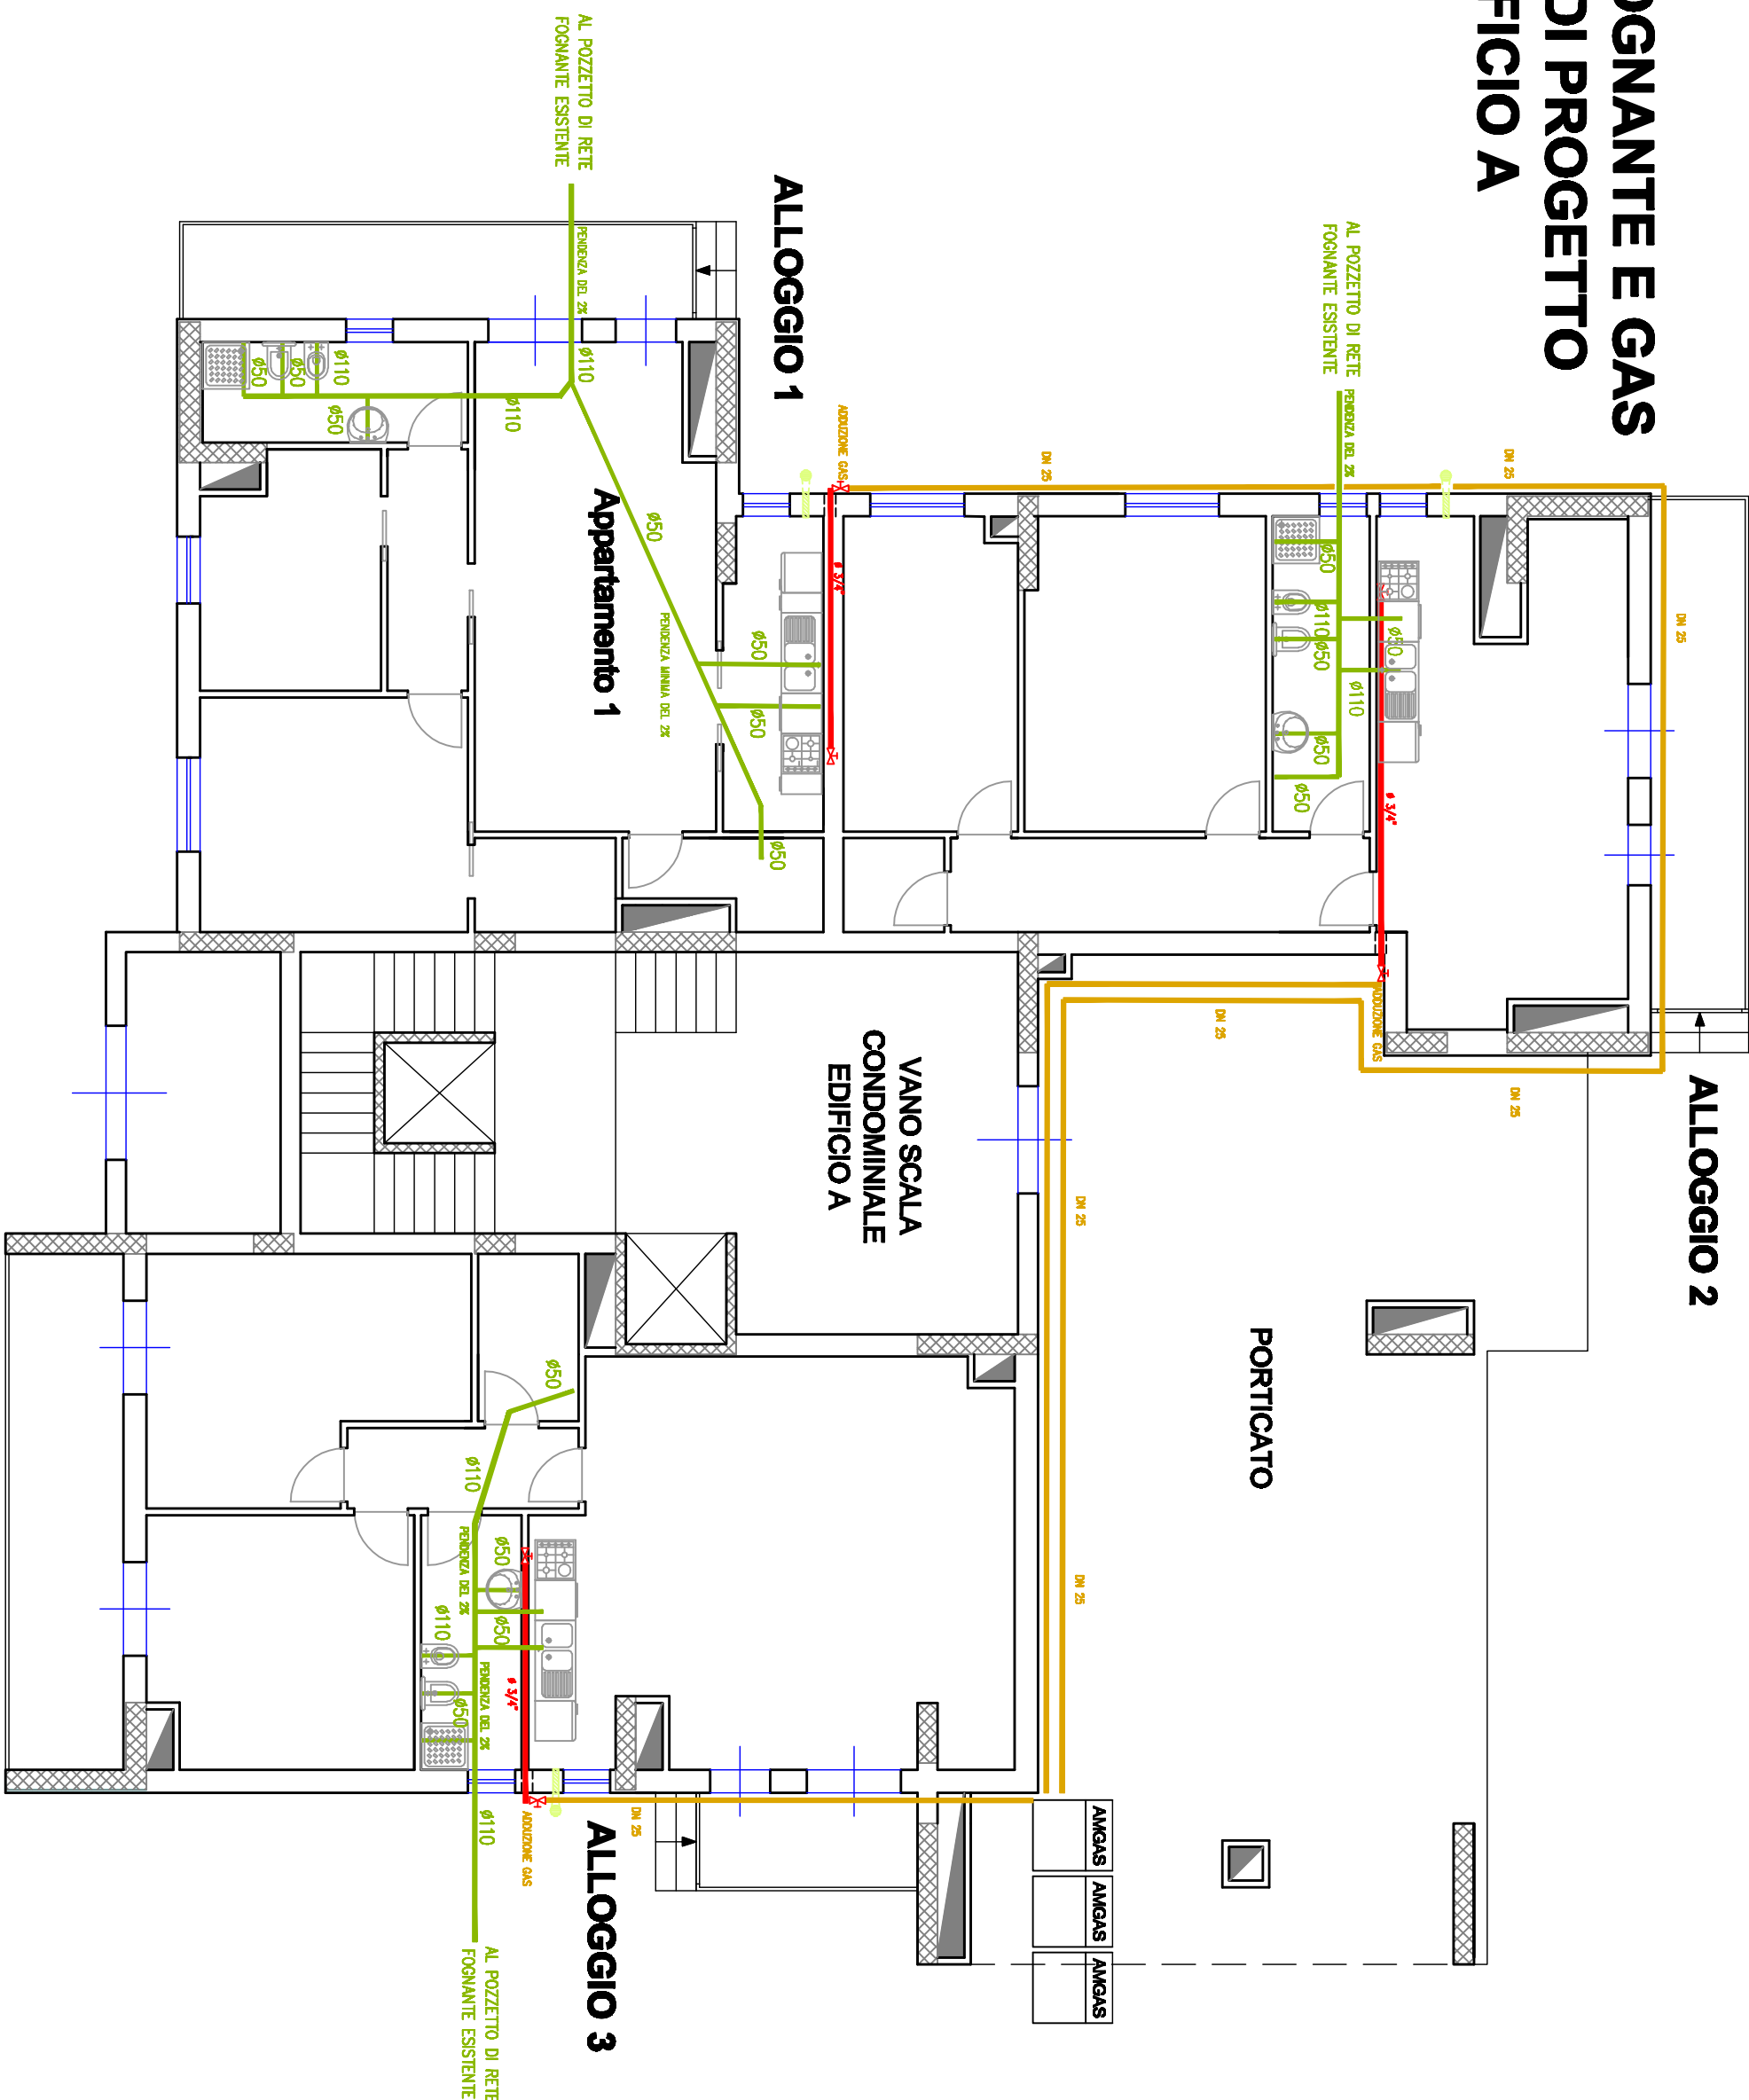 OGNANTE E GAS
DI PROGETTO
FICIO A
ALLOGGIO 2
DN 25
DN 25
DN 25
AL POZZETTO DI RETE
FOGNANTE ESISTENTE
PENDENZA DEL 2%
Ø50
Ø110
Ø50
Ø50
Ø110
Ø50
Ø50
ø 3/4"
ADDUZIONE GAS
DN 25
PORTICATO
DN 25
DN 25
DN 25
AMGAS
AMGAS
AMGAS
VANO SCALA
CONDOMINIALE
EDIFICIO A
ALLOGGIO 1
ADDUZIONE GAS
ø 3/4"
AL POZZETTO DI RETE
FOGNANTE ESISTENTE
PENDENZA DEL 2%
Ø110
Ø110
Ø110
Ø50
Ø50
Ø50
Appartamento 1
Ø50
PENDENZA MINIMA DEL 2%
Ø50
Ø50
Ø50
ALLOGGIO 3
DN 25
ADDUZIONE GAS
ø 3/4"
Ø50
Ø110
PENDENZA DEL 2%
Ø50
Ø50
Ø110
Ø50
PENDENZA DEL 2%
Ø110
AL POZZETTO DI RETE
FOGNANTE ESISTENTE